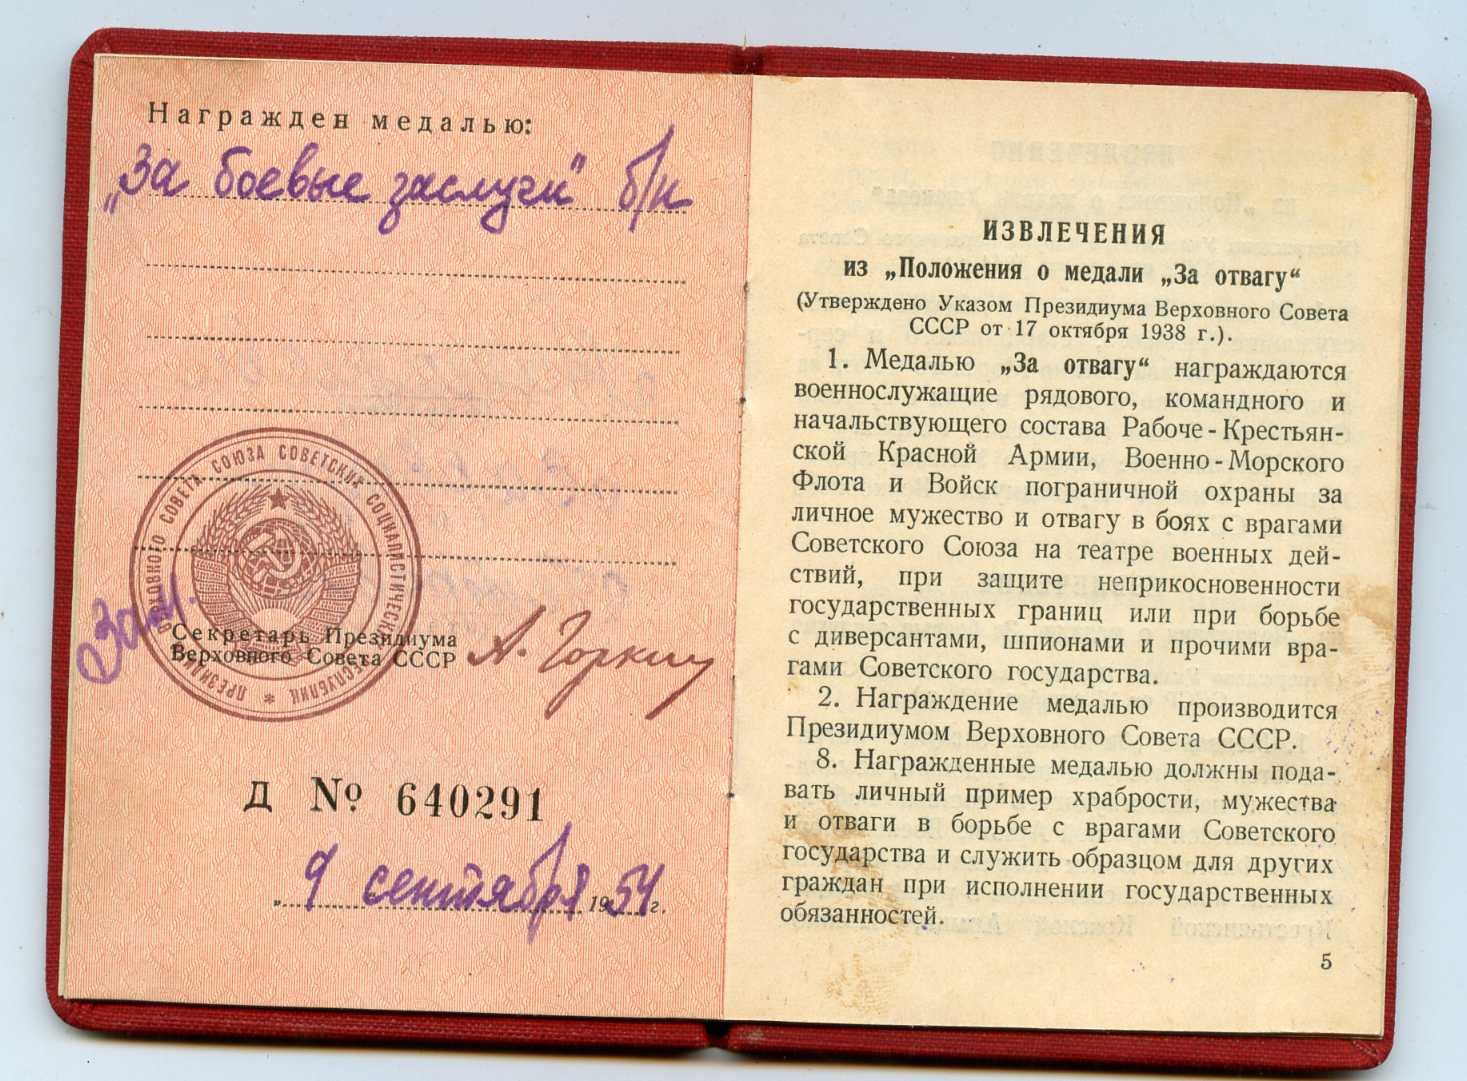 Награжден медалью:
„За боевые заслуги" б/н
ПРЕЗИДИУМ ВЕРХОВНОГО СОВЕТА СОЮЗА СОВЕТСКИХ СОЦИАЛИСТИЧЕСКИХ РЕСПУБЛИК *
Зам.
Секретарь Президиума
Верховного Совета СССР А. Горкин
Д № 640291
„ 9 сентября 1954 г.
ИЗВЛЕЧЕНИЯ
из „Положения о медали „За отвагу“
(Утверждено Указом Президиума Верховного Совета
СССР от 17 октября 1938 г.).
1. Медалью „За отвагу“ награждаются
военнослужащие рядового, командного и
начальствующего состава Рабоче-Крестьян-
ской Красной Армии, Военно-Морского
Флота и Войск пограничной охраны за
личное мужество и отвагу в боях с врагами
Советского Союза на театре военных дей-
ствий, при защите неприкосновенности
государственных границ или при борьбе
с диверсантами, шпионами и прочими вра-
гами Советского государства.
2. Награждение медалью производится
Президиумом Верховного Совета СССР.
8. Награжденные медалью должны пода-
вать личный пример храбрости, мужества
и отваги в борьбе с врагами Советского
государства и служить образцом для других
граждан при исполнении государственных
обязанностей.
5